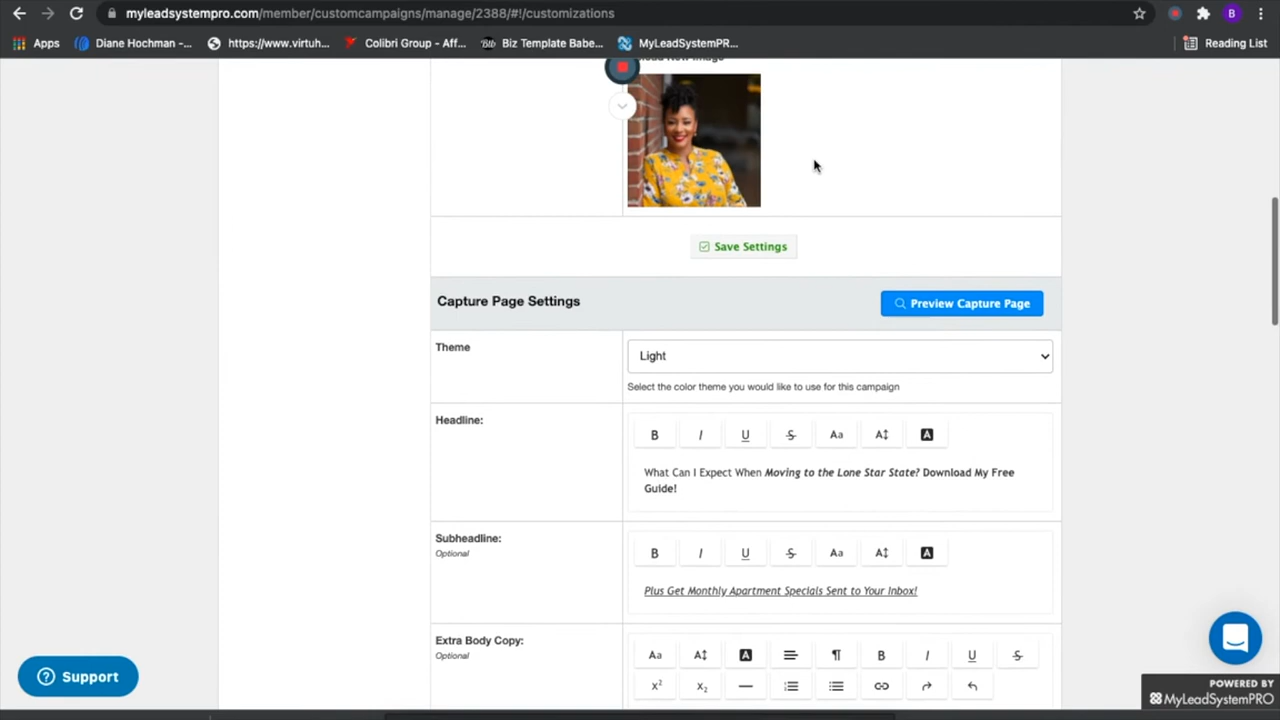 myleadsystempro.com/member/customcampaigns/manage/2388/#!/customizations
B
Apps
Diane Hochman -...
https://www.virtuh...
Colibri Group - Aff...
Biz Template Babe...
MyLeadSystemPR...
Reading List
New Image
Save Settings
Capture Page Settings
Preview Capture Page
Theme
Light
Select the color theme you would like to use for this campaign
Headline:
B I U S Aa A A
What Can I Expect When Moving to the Lone Star State? Download My Free
Guide!
Subheadline:
Optional
B I U S Aa A A
Plus Get Monthly Apartment Specials Sent to Your Inbox!
Extra Body Copy:
Optional
Aa A A ¶ B I U S
X² X₂
Support
POWERED BY
MyLeadSystemPRO